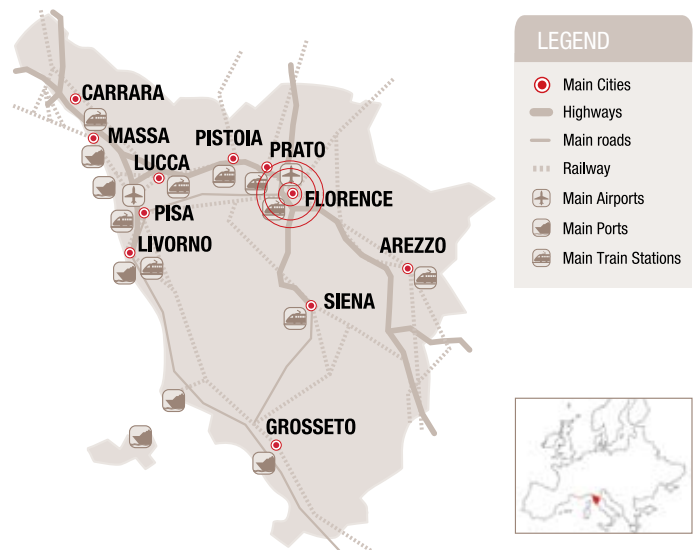 CARRARA
MASSA
PISTOIA
PRATO
LUCCA
FLORENCE
PISA
LIVORNO
AREZZO
SIENA
GROSSETO
LEGEND
Main Cities
Highways
Main roads
Railway
Main Airports
Main Ports
Main Train Stations